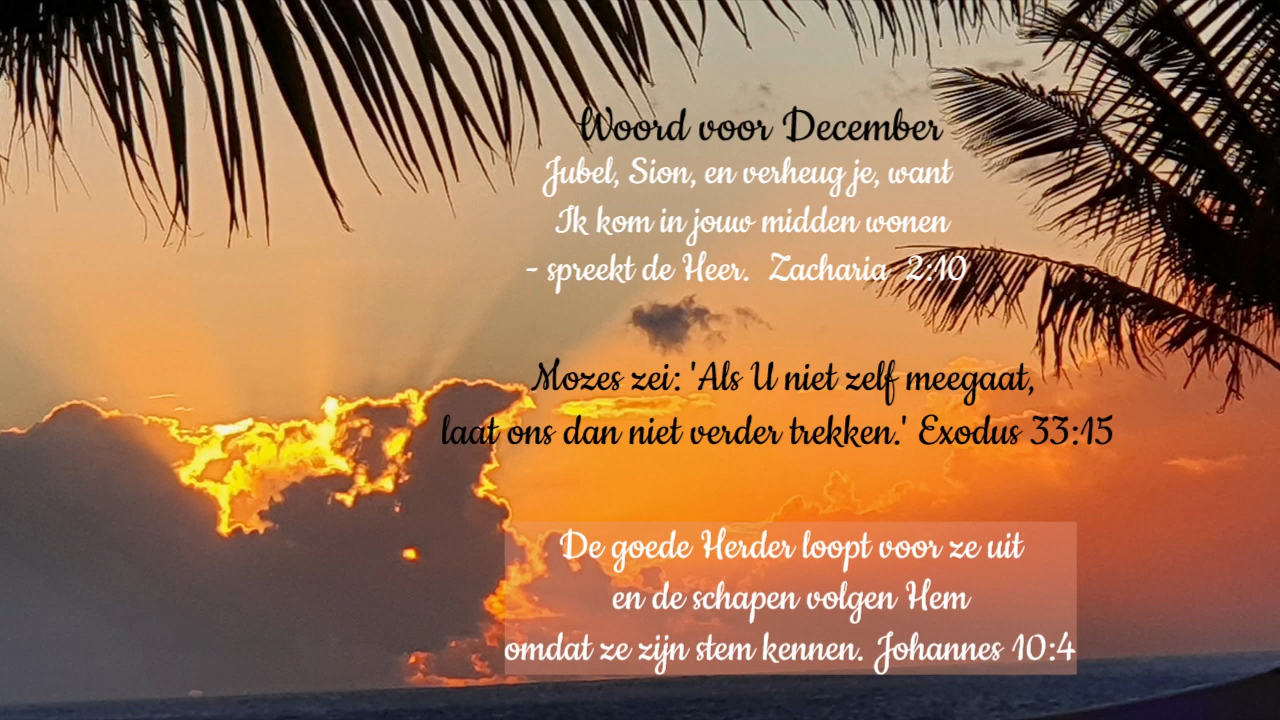 Woord voor December
Jubel, Sion, en verheug je, want
Ik kom in jouw midden wonen
- spreekt de Heer. Zacharia 2:10
Mozes zei: 'Als U niet zelf meegaat,
laat ons dan niet verder trekken.' Exodus 33:15
De goede Herder loopt voor ze uit
en de schapen volgen Hem
omdat ze zijn stem kennen. Johannes 10:4